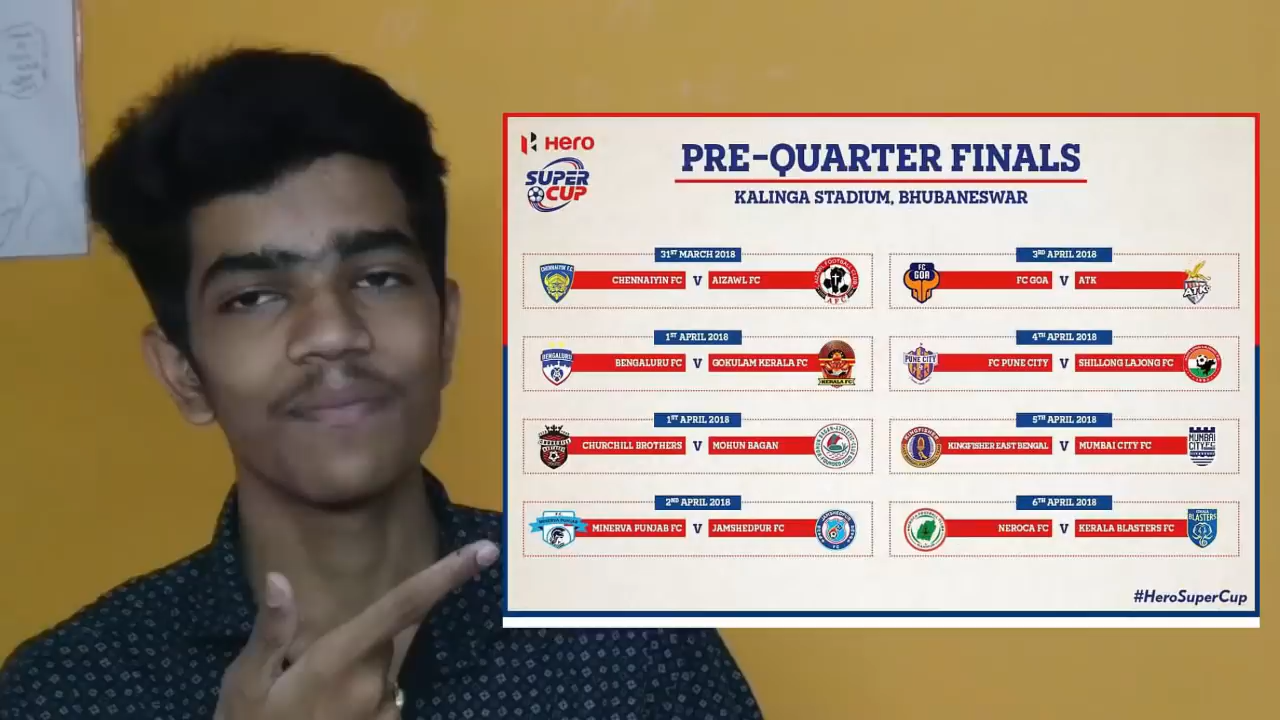 HERO
SUPER CUP
PRE-QUARTER FINALS
KALINGA STADIUM, BHUBANESWAR
31ST MARCH 2018
CHENNAIYIN FC V AIZAWL FC
1ST APRIL 2018
BENGALURU FC V GOKULAM KERALA FC
1ST APRIL 2018
CHURCHILL BROTHERS V MOHUN BAGAN
2ND APRIL 2018
MINERVA PUNJAB FC V JAMSHEDPUR FC
3RD APRIL 2018
FC GOA V ATK
4TH APRIL 2018
FC PUNE CITY V SHILLONG LAJONG FC
5TH APRIL 2018
KINGFISHER EAST BENGAL V MUMBAI CITY FC
6TH APRIL 2018
NEROCA FC V KERALA BLASTERS FC
#HeroSuperCup